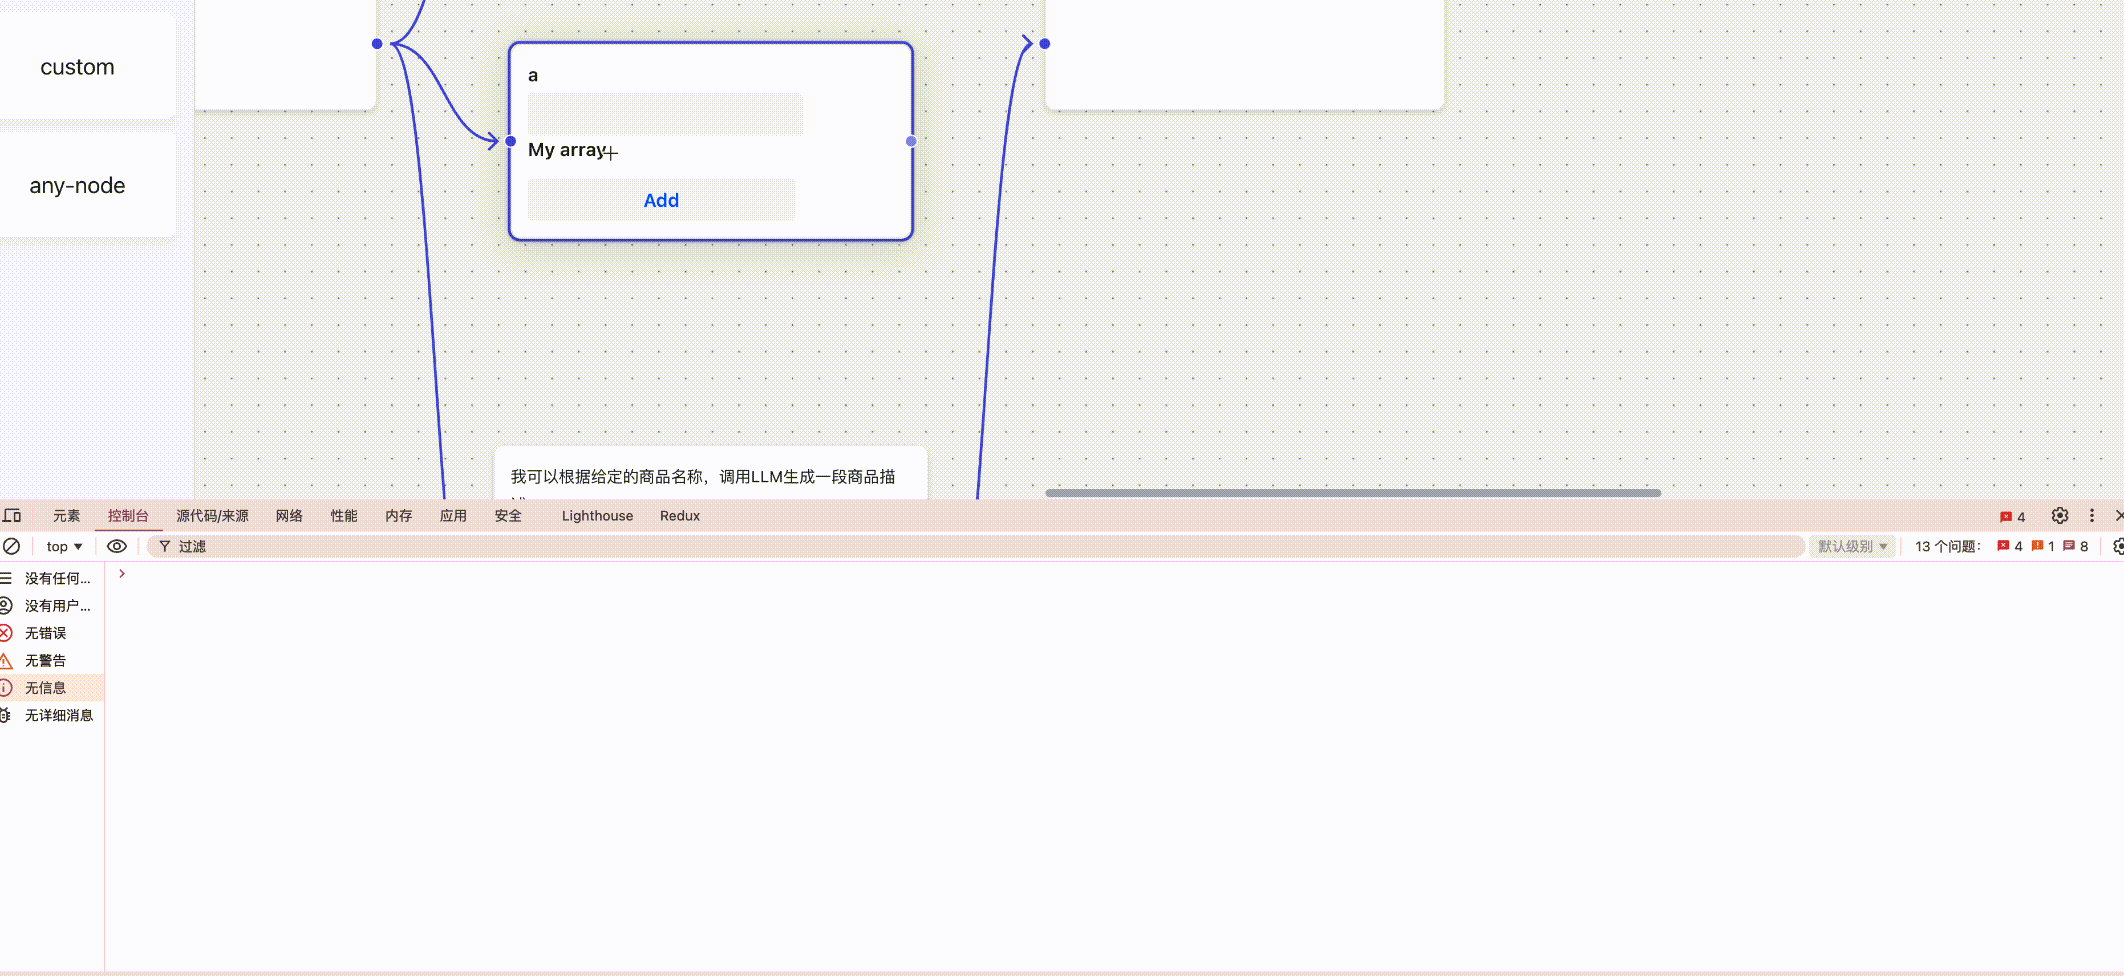 custom
any-node
a
My array
Add
我可以根据给定的商品名称，调用LLM生成一段商品描
元素 控制台 源代码/来源 网络 性能 内存 应用 安全 Lighthouse Redux 4
top 过滤 默认级别 13 个问题： 4 1 8
没有任何...
没有用户...
无错误
无警告
无信息
无详细消息